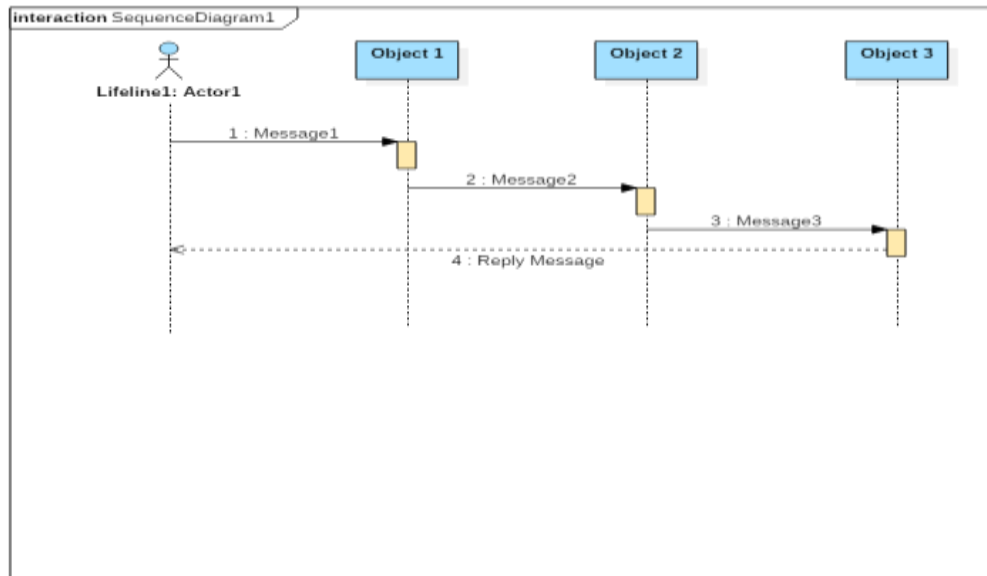 interaction SequenceDiagram1
Object 1
Object 2
Object 3
Lifeline1: Actor1
1 : Message1
2 : Message2
3 : Message3
4 : Reply Message